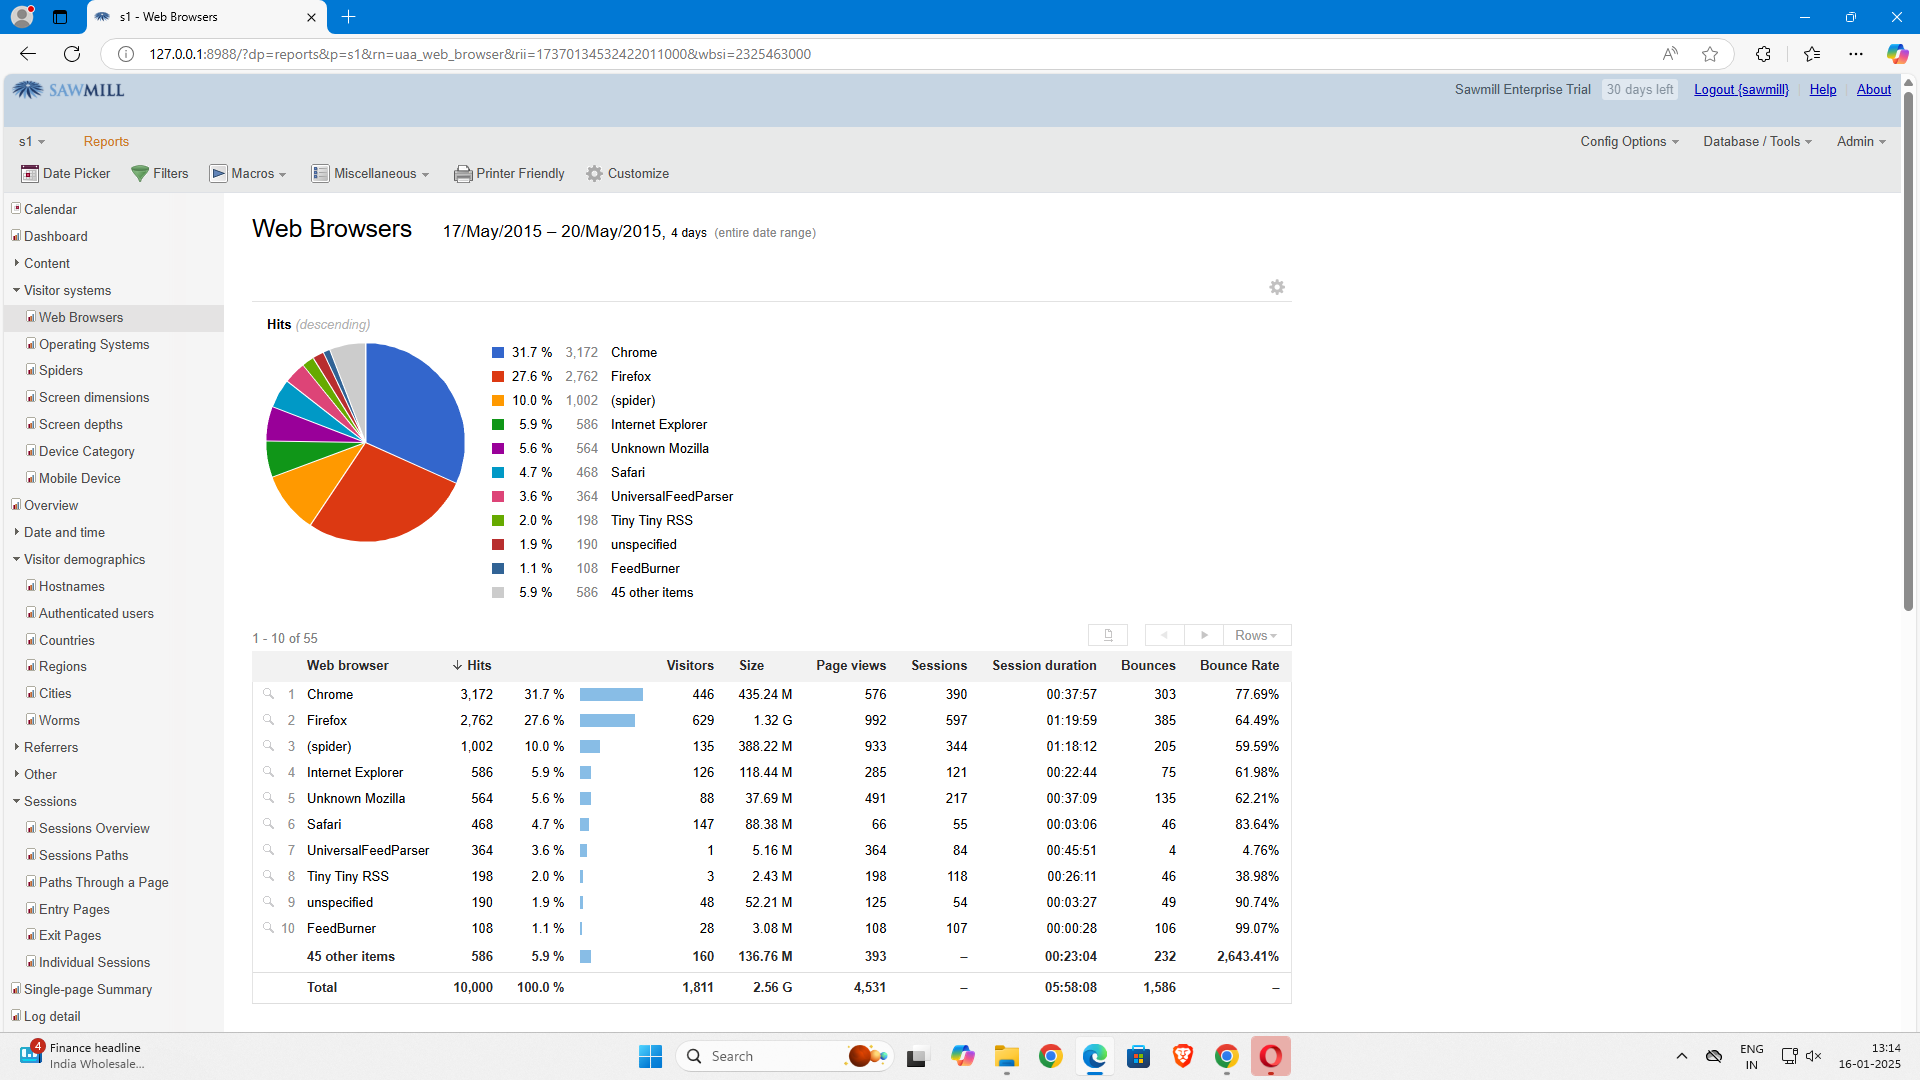 s1 - Web Browsers
127.0.0.1:8988/?dp=reports&p=s1&rn=uaa_web_browser&rii=17370134532422011000&wbsi=2325463000
SAWMILL
Sawmill Enterprise Trial 30 days left Logout {sawmill} Help About
s1 Reports Config Options Database / Tools Admin
Date Picker Filters Macros Miscellaneous Printer Friendly Customize
Calendar
Dashboard
Content
Visitor systems
Web Browsers
Operating Systems
Spiders
Screen dimensions
Screen depths
Device Category
Mobile Device
Overview
Date and time
Visitor demographics
Hostnames
Authenticated users
Countries
Regions
Cities
Worms
Referrers
Other
Sessions
Sessions Overview
Sessions Paths
Paths Through a Page
Entry Pages
Exit Pages
Individual Sessions
Single-page Summary
Log detail
Web Browsers 17/May/2015 – 20/May/2015, 4 days (entire date range)
Hits (descending)
31.7 % 3,172 Chrome
27.6 % 2,762 Firefox
10.0 % 1,002 (spider)
5.9 % 586 Internet Explorer
5.6 % 564 Unknown Mozilla
4.7 % 468 Safari
3.6 % 364 UniversalFeedParser
2.0 % 198 Tiny Tiny RSS
1.9 % 190 unspecified
1.1 % 108 FeedBurner
5.9 % 586 45 other items
1 - 10 of 55 Rows
Web browser Hits Visitors Size Page views Sessions Session duration Bounces Bounce Rate
1 Chrome 3,172 31.7 % 446 435.24 M 576 390 00:37:57 303 77.69%
2 Firefox 2,762 27.6 % 629 1.32 G 992 597 01:19:59 385 64.49%
3 (spider) 1,002 10.0 % 135 388.22 M 933 344 01:18:12 205 59.59%
4 Internet Explorer 586 5.9 % 126 118.44 M 285 121 00:22:44 75 61.98%
5 Unknown Mozilla 564 5.6 % 88 37.69 M 491 217 00:37:09 135 62.21%
6 Safari 468 4.7 % 147 88.38 M 66 55 00:03:06 46 83.64%
7 UniversalFeedParser 364 3.6 % 1 5.16 M 364 84 00:45:51 4 4.76%
8 Tiny Tiny RSS 198 2.0 % 3 2.43 M 198 118 00:26:11 46 38.98%
9 unspecified 190 1.9 % 48 52.21 M 125 54 00:03:27 49 90.74%
10 FeedBurner 108 1.1 % 28 3.08 M 108 107 00:00:28 106 99.07%
45 other items 586 5.9 % 160 136.76 M 393 – 00:23:04 232 2,643.41%
Total 10,000 100.0 % 1,811 2.56 G 4,531 – 05:58:08 1,586 –
4
Finance headline
India Wholesale...
Search
ENG
IN
13:14
16-01-2025